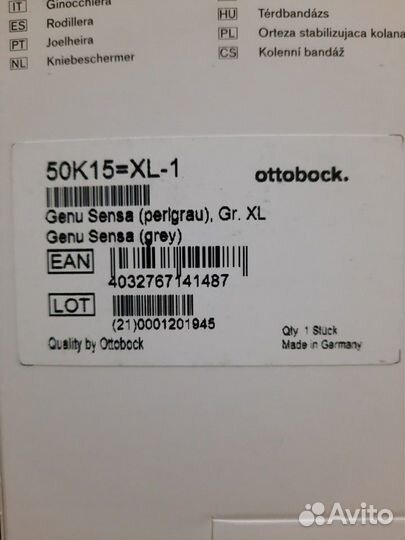 IT Ginocchiera
ES Rodillera
PT Joelheira
NL Kniebeschermer
HU Térdbandázs
PL Orteza stabilizujaca kolana
CS Kolenní bandáž
50K15=XL-1
ottobock.
Genu Sensa (perlgrau), Gr. XL
Genu Sensa (grey)
EAN
4032767141487
LOT
(21)0001201945
Quality by Ottobock
Qty 1 Stück
Made in Germany
Avito